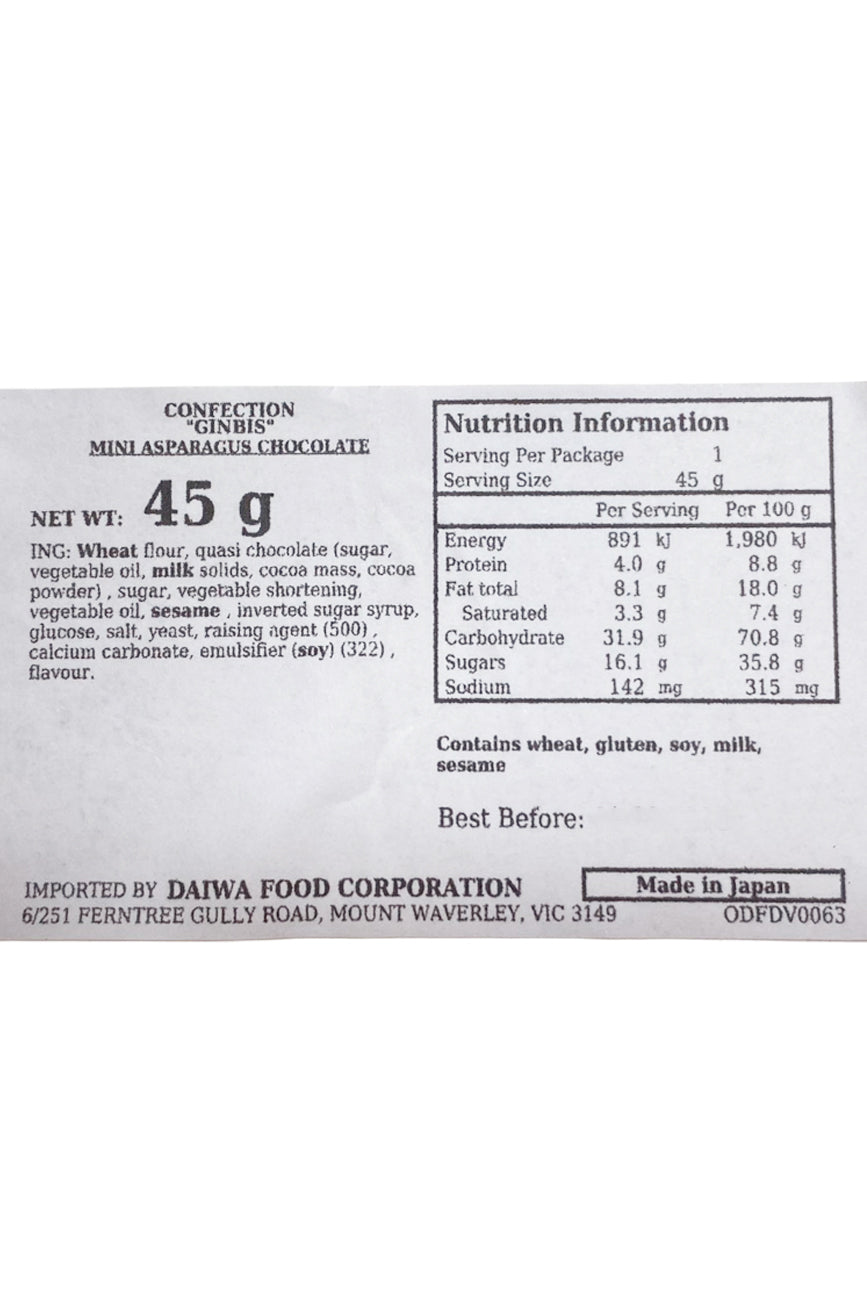 CONFECTION
"GINBIS"
MINI ASPARAGUS CHOCOLATE
NET WT: 45 g
ING: Wheat flour, quasi chocolate (sugar,
vegetable oil, milk solids, cocoa mass, cocoa
powder) , sugar, vegetable shortening,
vegetable oil, sesame , inverted sugar syrup,
glucose, salt, yeast, raising agent (500) ,
calcium carbonate, emulsifier (soy) (322) ,
flavour.
Nutrition Information
Serving Per Package 1
Serving Size 45 g
Per Serving Per 100 g
Energy 891 kJ 1,980 kJ
Protein 4.0 g 8.8 g
Fat total 8.1 g 18.0 g
Saturated 3.3 g 7.4 g
Carbohydrate 31.9 g 70.8 g
Sugars 16.1 g 35.8 g
Sodium 142 mg 315 mg
Contains wheat, gluten, soy, milk,
sesame
Best Before:
IMPORTED BY DAIWA FOOD CORPORATION
6/251 FERNTREE GULLY ROAD, MOUNT WAVERLEY, VIC 3149
Made in Japan
ODFDV0063